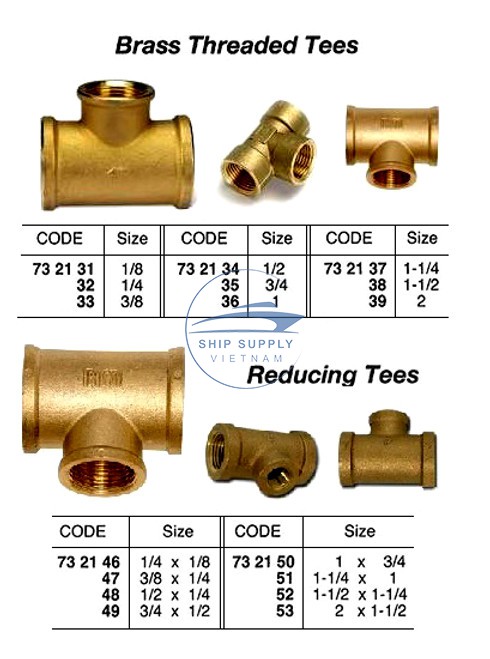 Brass Threaded Tees
CODE Size CODE Size CODE Size
73 21 31 1/8 73 21 34 1/2 73 21 37 1-1/4
32 1/4 35 3/4 38 1-1/2
33 3/8 36 1 39 2
SHIP SUPPLY
VIETNAM
Reducing Tees
CODE Size CODE Size
73 21 46 1/4 x 1/8 73 21 50 1 x 3/4
47 3/8 x 1/4 51 1-1/4 x 1
48 1/2 x 1/4 52 1-1/2 x 1-1/4
49 3/4 x 1/2 53 2 x 1-1/2